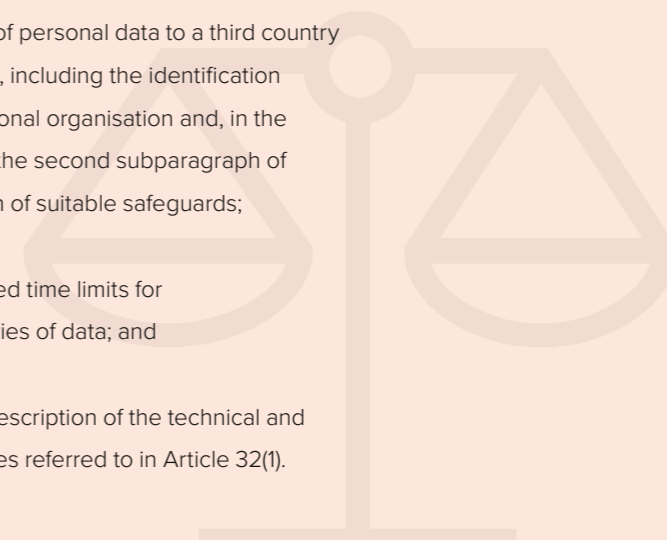 of personal data to a third country
, including the identification
onal organisation and, in the
the second subparagraph of
n of suitable safeguards;
ed time limits for
ies of data; and
escription of the technical and
es referred to in Article 32(1).